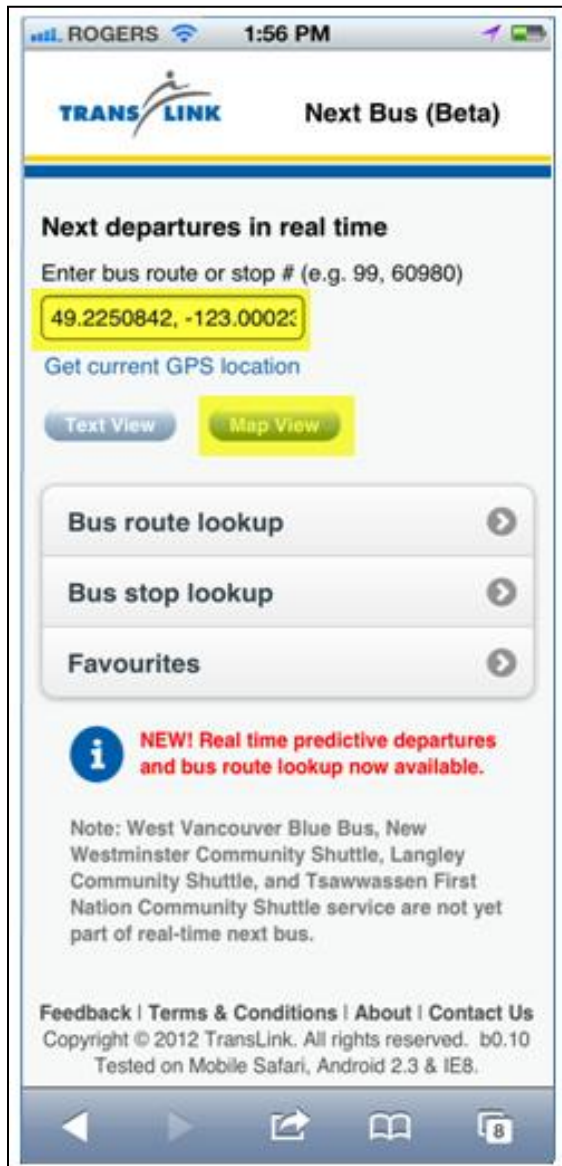 ROGERS 1:56 PM
TRANS LINK Next Bus (Beta)
Next departures in real time
Enter bus route or stop # (e.g. 99, 60980)
49.2250842, -123.00023
Get current GPS location
Text View Map View
Bus route lookup
Bus stop lookup
Favourites
i NEW! Real time predictive departures
and bus route lookup now available.
Note: West Vancouver Blue Bus, New
Westminster Community Shuttle, Langley
Community Shuttle, and Tsawwassen First
Nation Community Shuttle service are not yet
part of real-time next bus.
Feedback | Terms & Conditions | About | Contact Us
Copyright © 2012 TransLink. All rights reserved. b0.10
Tested on Mobile Safari, Android 2.3 & IE8.
8